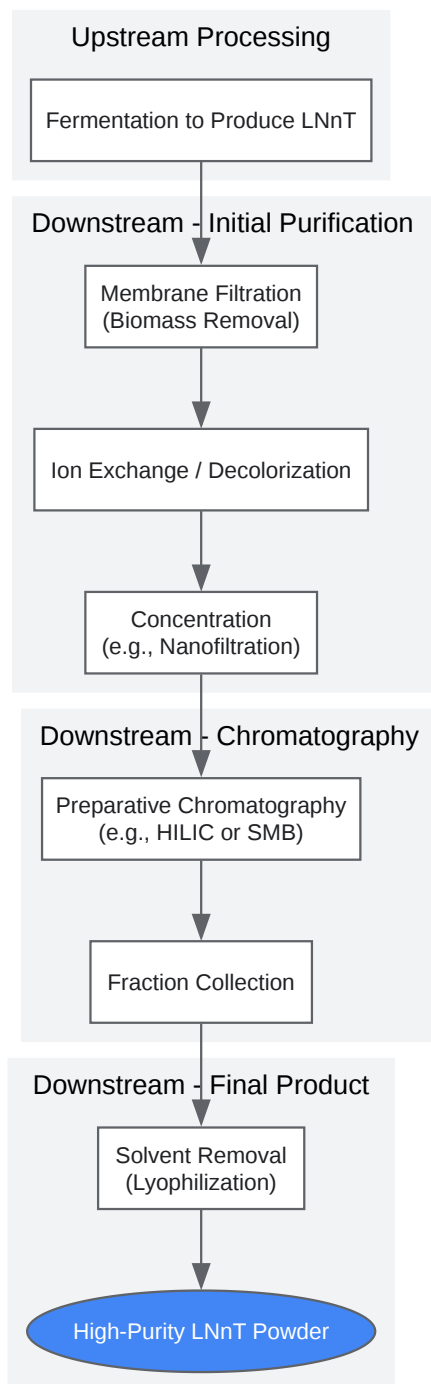 Upstream Processing
Fermentation to Produce LNnT
Downstream - Initial Purification
Membrane Filtration
(Biomass Removal)
Ion Exchange / Decolorization
Concentration
(e.g., Nanofiltration)
Downstream - Chromatography
Preparative Chromatography
(e.g., HILIC or SMB)
Fraction Collection
Downstream - Final Product
Solvent Removal
(Lyophilization)
High-Purity LNnT Powder